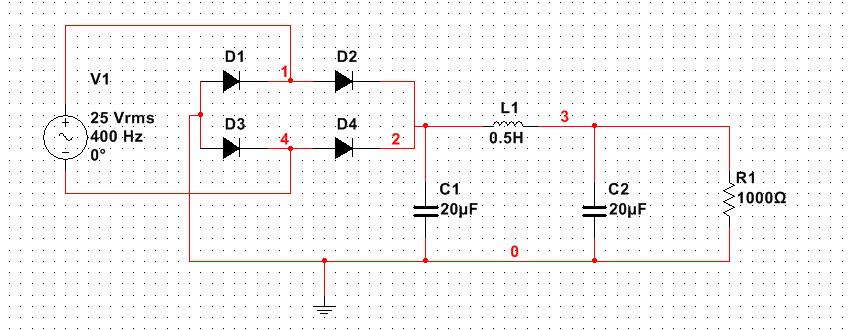 D1
D2
1
V1
L1
25 Vrms
3
D3
D4
400 Hz
4
2
0.5H
0°
C1
C2
R1
20µF
20µF
1000Ω
0